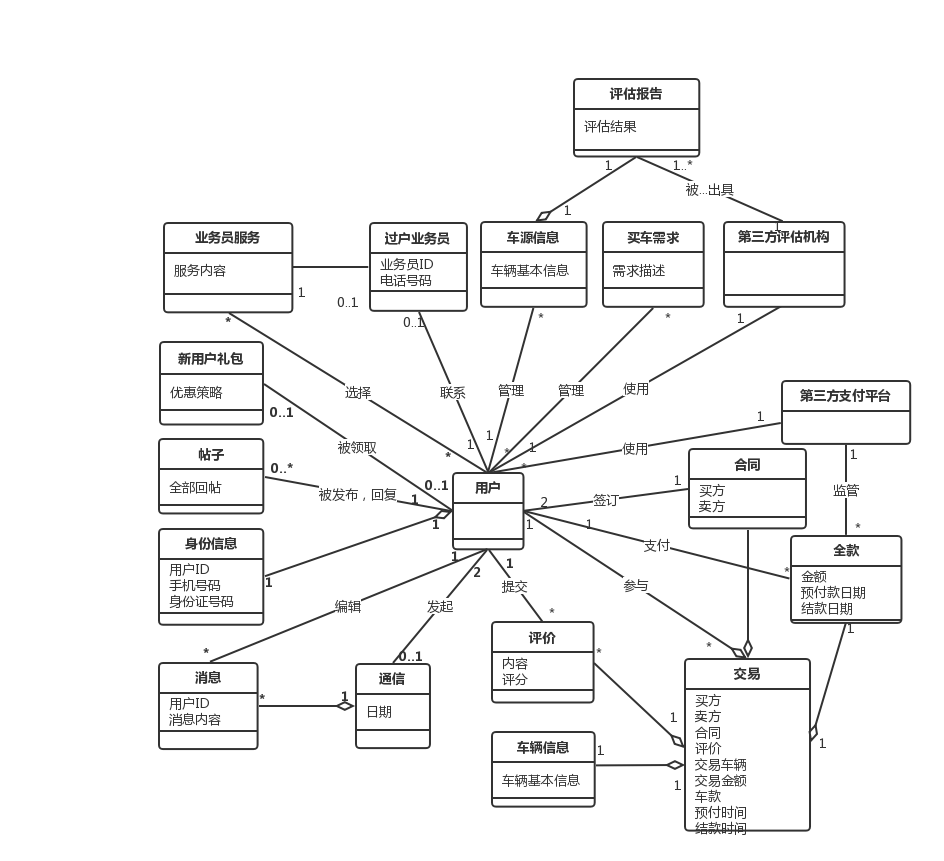 评估报告
评估结果
1
1..*
被...出具
1
1
业务员服务
服务内容
过户业务员
业务员ID
电话号码
车源信息
车辆基本信息
买车需求
需求描述
第三方评估机构
1
0..1
*
0..1
*
*
1
新用户礼包
优惠策略
0..1
选择
联系
管理
管理
使用
第三方支付平台
1
使用
1
1
*
1
*
*
被领取
帖子
全部回帖
0..*
被发布，回复
1
0..1
用户
合同
买方
卖方
1
签订
2
1
监管
*
身份信息
用户ID
手机号码
身份证号码
1
1
1
1
支付
*
全款
金额
预付款日期
结款日期
1
1
2
1
提交
*
编辑
发起
参与
*
*
0..1
消息
用户ID
消息内容
*
1
通信
日期
评价
内容
评分
*
1
交易
买方
卖方
合同
评价
交易车辆
交易金额
车款
预付时间
结款时间
1
车辆信息
车辆基本信息
1
1